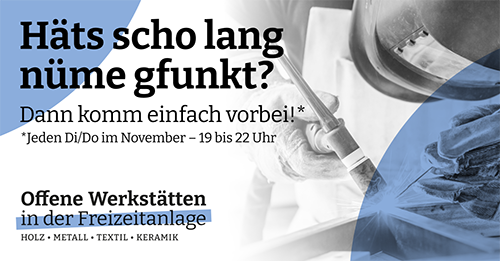 Häts scho lang
nüme gfunkt?
Dann komm einfach vorbei!*
*Jeden Di/Do im November – 19 bis 22 Uhr
Offene Werkstätten
in der Freizeitanlage
HOLZ • METALL • TEXTIL • KERAMIK